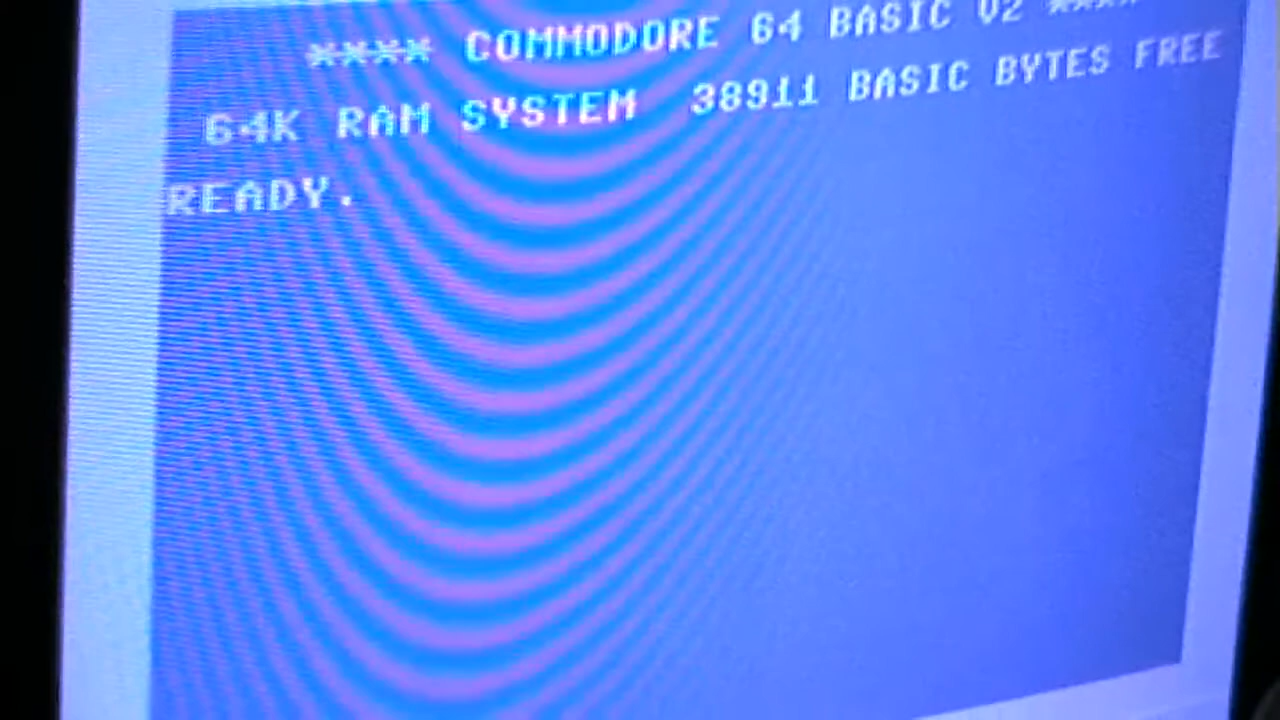 **** COMMODORE 64 BASIC V2 ****
64K RAM SYSTEM 38911 BASIC BYTES FREE
READY.